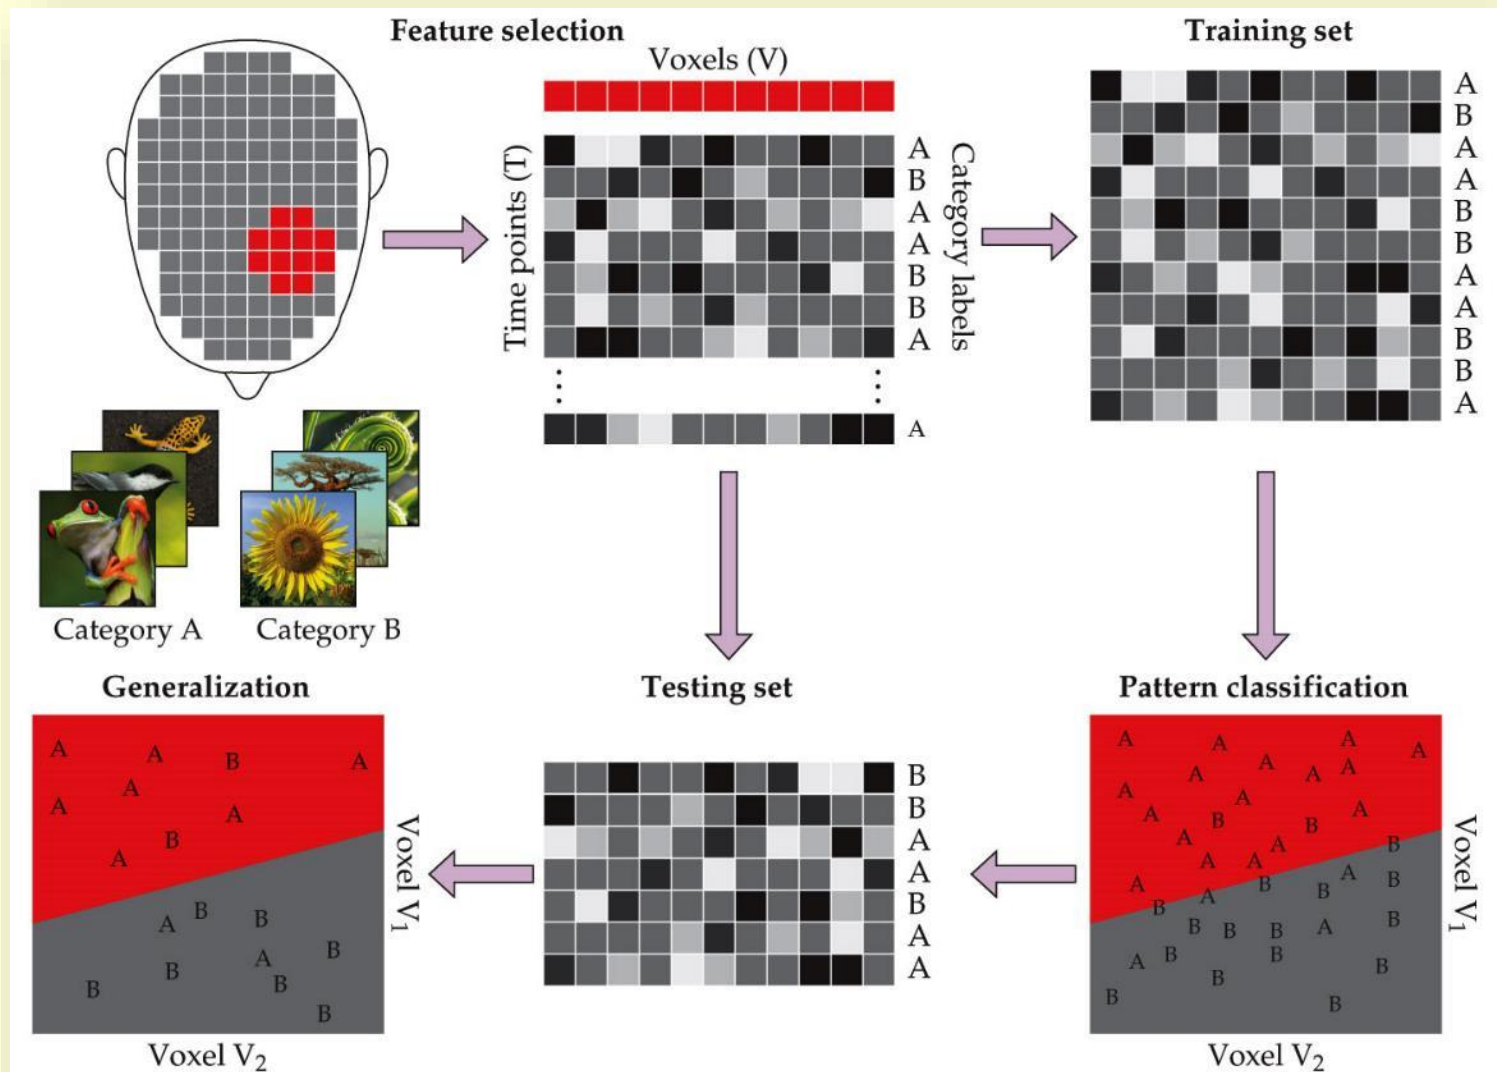 Feature selection
Voxels (V)
Time points (T)
A
B
A
A
B
B
A
A
Category labels
Training set
A
B
A
A
B
B
A
A
B
B
A
Category A
Category B
Generalization
A A B A
A
A A
B
A
A B B
A B
B B
B B
Voxel V1
Voxel V2
Testing set
B
B
A
A
B
A
A
Pattern classification
A A A A
A A
A A
A A
A B B A
A A B
A A
A B B A B
B A
B B B A B
A B B B B
B B
Voxel V1
Voxel V2